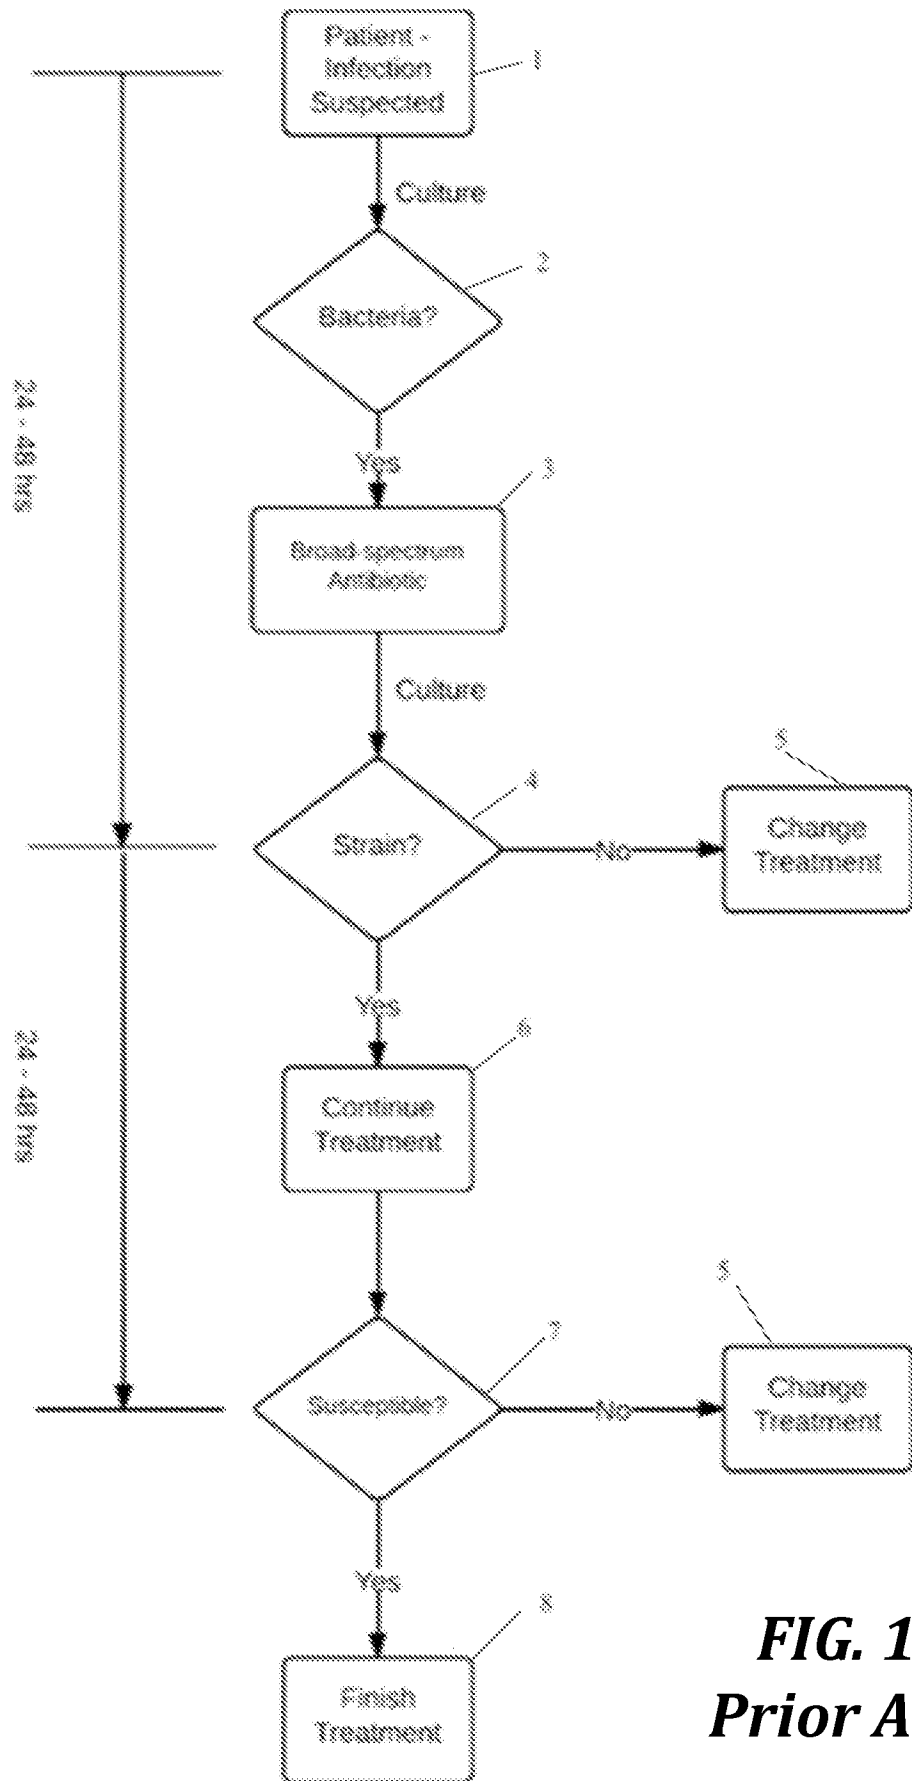 Patient -
Infection
Suspected
1
Culture
2
Bacteria?
24 - 48 hrs
Yes
3
Broad-spectrum
Antibiotic
Culture
5
4
Strain?
No
Change
Treatment
Yes
6
24 - 48 hrs
Continue
Treatment
5
7
Susceptible?
No
Change
Treatment
Yes
8
FIG. 1
Finish
Treatment
Prior A